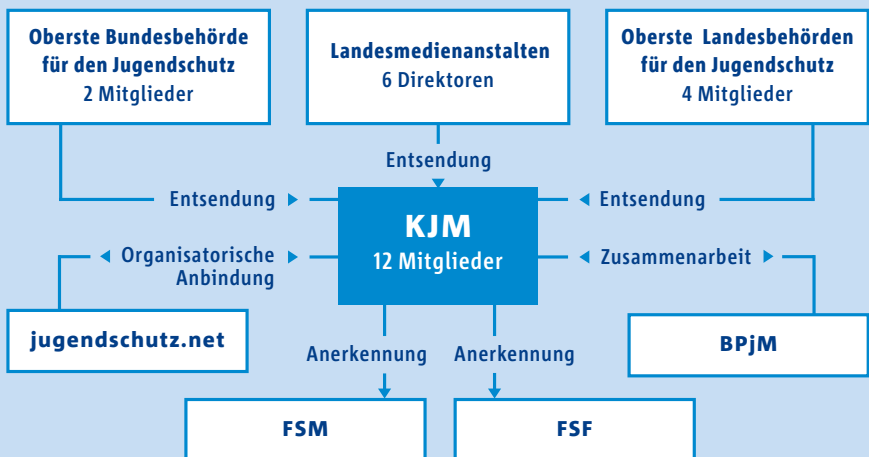 Oberste Bundesbehörde
für den Jugendschutz
2 Mitglieder
Landesmedienanstalten
6 Direktoren
Oberste Landesbehörden
für den Jugendschutz
4 Mitglieder
Entsendung
Entsendung
KJM
12 Mitglieder
Entsendung
Organisatorische
Anbindung
Zusammenarbeit
jugendschutz.net
Anerkennung
Anerkennung
BPjM
FSM
FSF